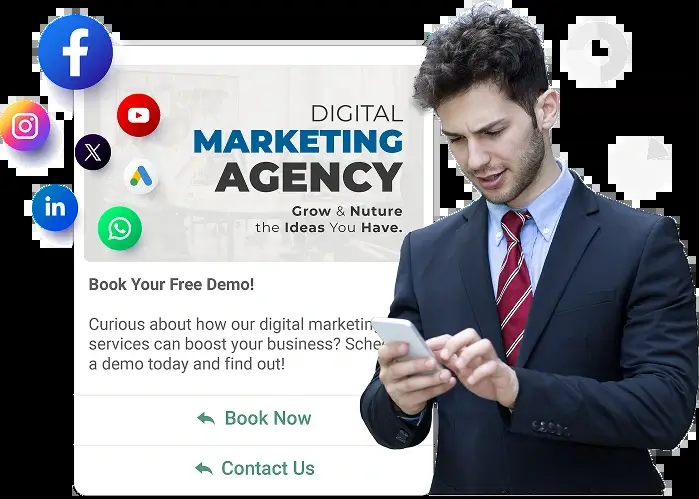 DIGITAL
MARKETING
AGENCY
Grow & Nuture
the Ideas You Have.
Book Your Free Demo!
Curious about how our digital marketing
services can boost your business?
a demo today and find out!
Book Now
Contact Us
in